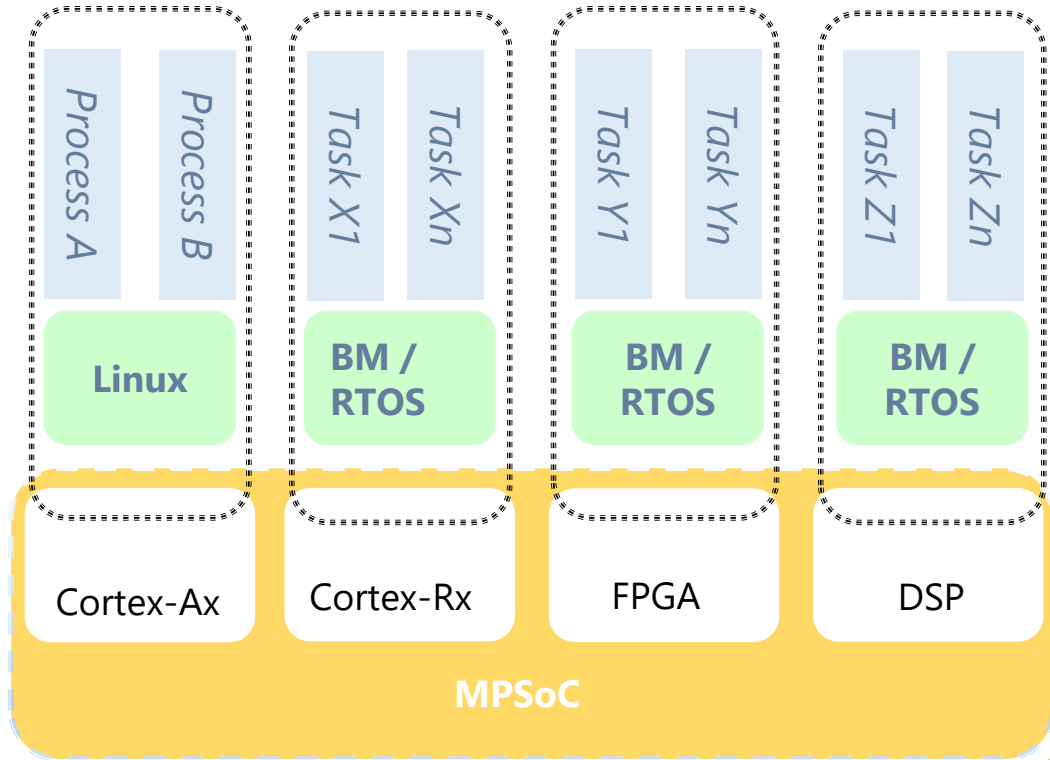 Process A
Process B
Task X1
Task Xn
Task Y1
Task Yn
Task Z1
Task Zn
Linux
BM /
RTOS
BM /
RTOS
BM /
RTOS
Cortex-Ax
Cortex-Rx
FPGA
DSP
MPSoC